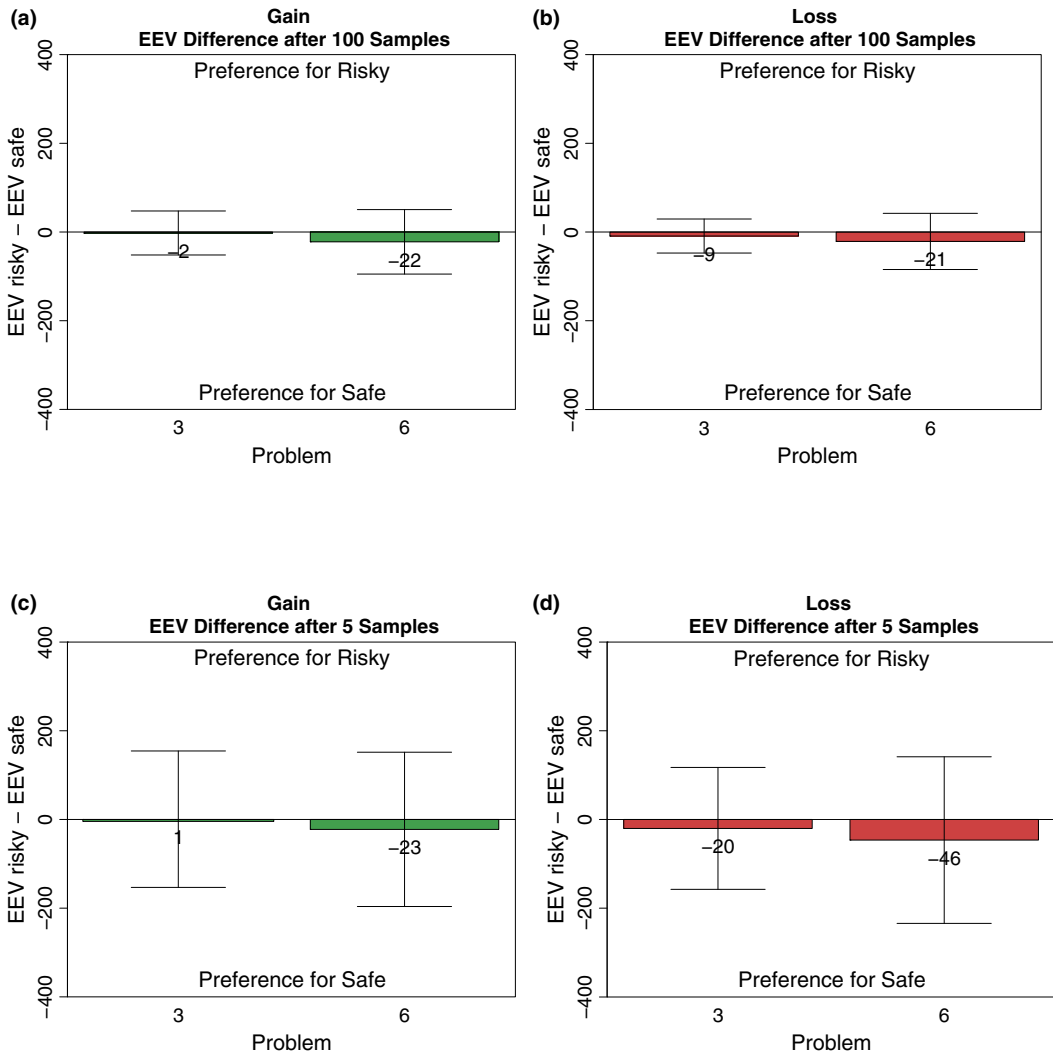 (a)
Gain
EEV Difference after 100 Samples
400
200
0
−200
−400
EEV risky − EEV safe
Preference for Risky
−2
−22
Preference for Safe
3
6
Problem
(b)
Loss
EEV Difference after 100 Samples
400
200
0
−200
−400
EEV risky − EEV safe
Preference for Risky
−9
−21
Preference for Safe
3
6
Problem
(c)
Gain
EEV Difference after 5 Samples
400
200
0
−200
−400
EEV risky − EEV safe
Preference for Risky
1
−23
Preference for Safe
3
6
Problem
(d)
Loss
EEV Difference after 5 Samples
400
200
0
−200
−400
EEV risky − EEV safe
Preference for Risky
−20
−46
Preference for Safe
3
6
Problem